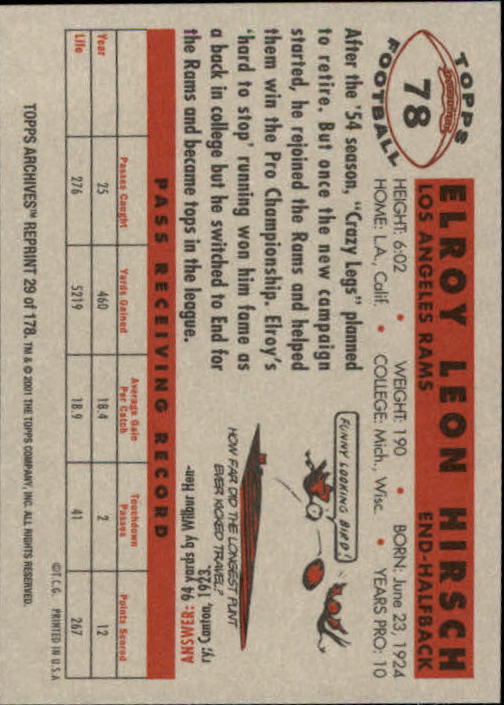 TOPPS
78
FOOTBALL
ELROY LEON HIRSCH
LOS ANGELES RAMS END-HALFBACK
HEIGHT: 6:02 • WEIGHT: 190 • BORN: June 23, 1924
HOME: L.A., Calif. • COLLEGE: Mich., Wisc. • YEARS PRO: 10
After the '54 season, "Crazy Legs" planned
to retire. But once the new campaign
started, he rejoined the Rams and helped
them win the Pro Championship. Elroy's
'hard to stop' running won him fame as
a back in college but he switched to End for
the Rams and became tops in the league.
FUNNY LOOKING BIRD!
HOW FAR DID THE LONGEST PUNT
EVER KICKED TRAVEL?
ANSWER: 94 yards by Wilbur Hen-
ry; Canton, 1923.
PASS RECEIVING RECORD
Year Passes Caught Yards Gained Average Gain Per Catch Touchdown Passes Points Scored
Year 25 460 18.4 2 12
Life 276 5219 18.9 41 267
©T.C.G. PRINTED IN U.S.A
TOPPS ARCHIVES™ REPRINT 29 of 178. TM & © 2001 THE TOPPS COMPANY, INC. ALL RIGHTS RESERVED.